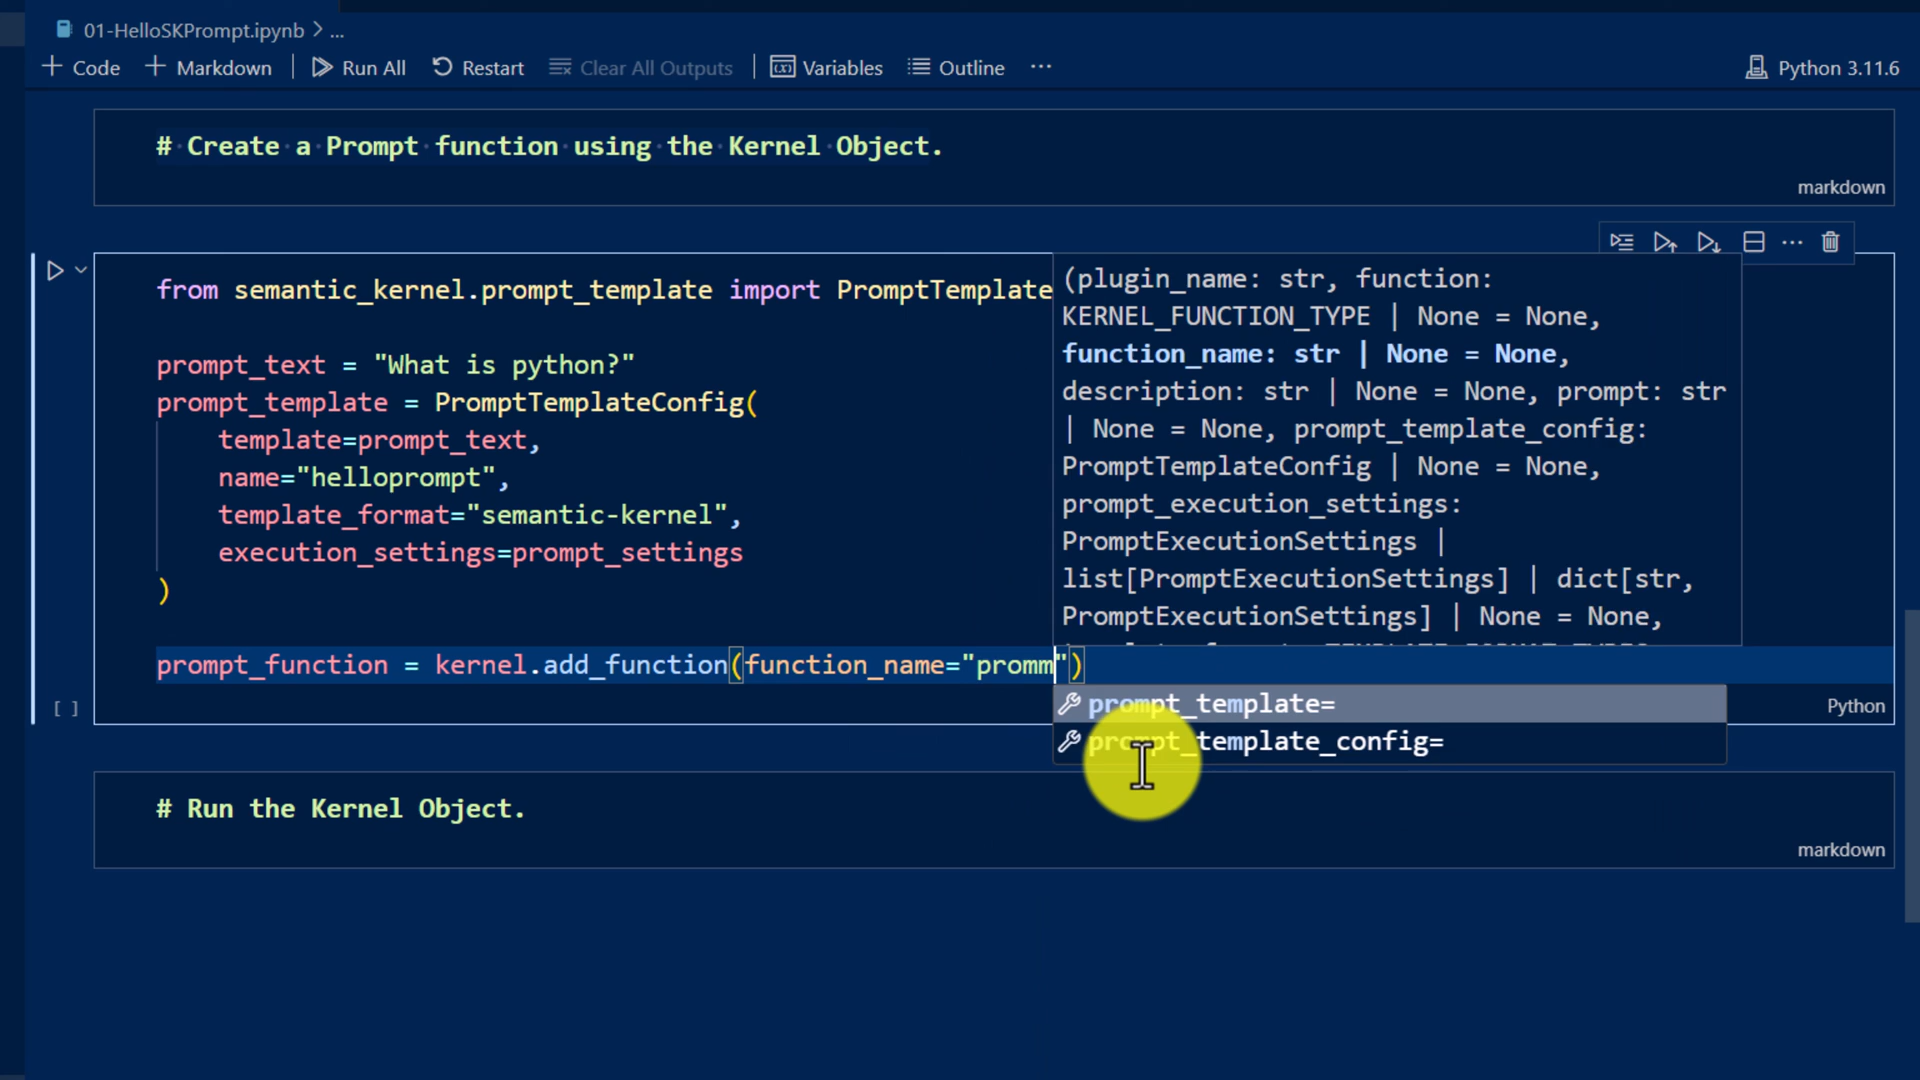 01-HelloSKPrompt.ipynb > ...
+ Code + Markdown Run All Restart Clear All Outputs Variables Outline ... Python 3.11.6
# Create a Prompt function using the Kernel Object.
markdown
from semantic_kernel.prompt_template import PromptTemplate
prompt_text = "What is python?"
prompt_template = PromptTemplateConfig(
template=prompt_text,
name="helloprompt",
template_format="semantic-kernel",
execution_settings=prompt_settings
)
(plugin_name: str, function:
KERNEL_FUNCTION_TYPE | None = None,
function_name: str | None = None,
description: str | None = None, prompt: str
| None = None, prompt_template_config:
PromptTemplateConfig | None = None,
prompt_execution_settings:
PromptExecutionSettings |
list[PromptExecutionSettings] | dict[str,
PromptExecutionSettings] | None = None,
prompt_function = kernel.add_function(function_name="promm")
prompt_template=
prompt_template_config=
[ ]
Python
# Run the Kernel Object.
markdown